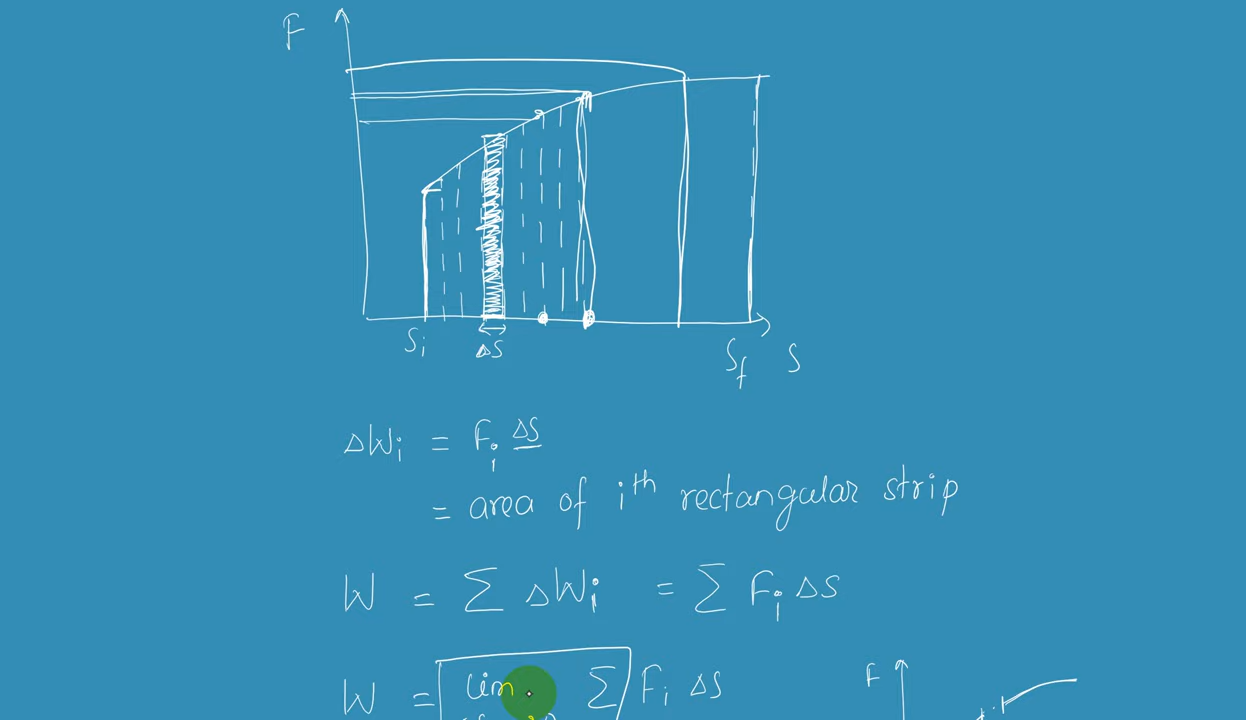 F
Si ΔS Sf S
ΔWi = Fi ΔS
= area of ith rectangular strip
W = Σ ΔWi = Σ Fi ΔS
W = lim Σ Fi ΔS
F